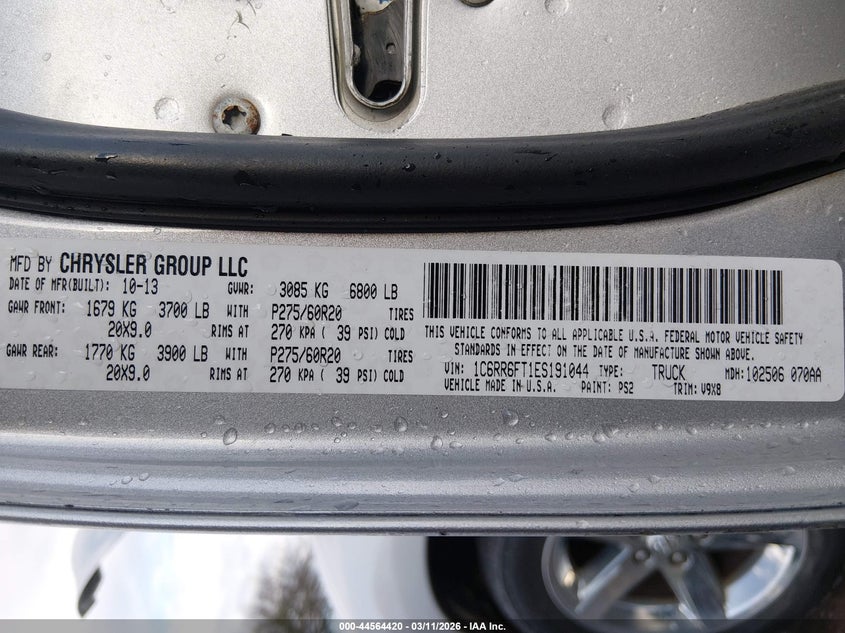 MFD BY CHRYSLER GROUP LLC
DATE OF MFR(BUILT): 10-13 GVWR: 3085 KG 6800 LB
GAWR FRONT: 1679 KG 3700 LB WITH P275/60R20 TIRES
20X9.0 RIMS AT 270 KPA ( 39 PSI) COLD
GAWR REAR: 1770 KG 3900 LB WITH P275/60R20 TIRES
20X9.0 RIMS AT 270 KPA ( 39 PSI) COLD
THIS VEHICLE CONFORMS TO ALL APPLICABLE U.S.A. FEDERAL MOTOR VEHICLE SAFETY
STANDARDS IN EFFECT ON THE DATE OF MANUFACTURE SHOWN ABOVE.
VIN: 1C6RR6FT1ES191044 TYPE: TRUCK MDH:102506 070AA
VEHICLE MADE IN U.S.A. PAINT: PS2 TRIM: V9X8
000-44564420 - 03/11/2026 - IAA Inc.